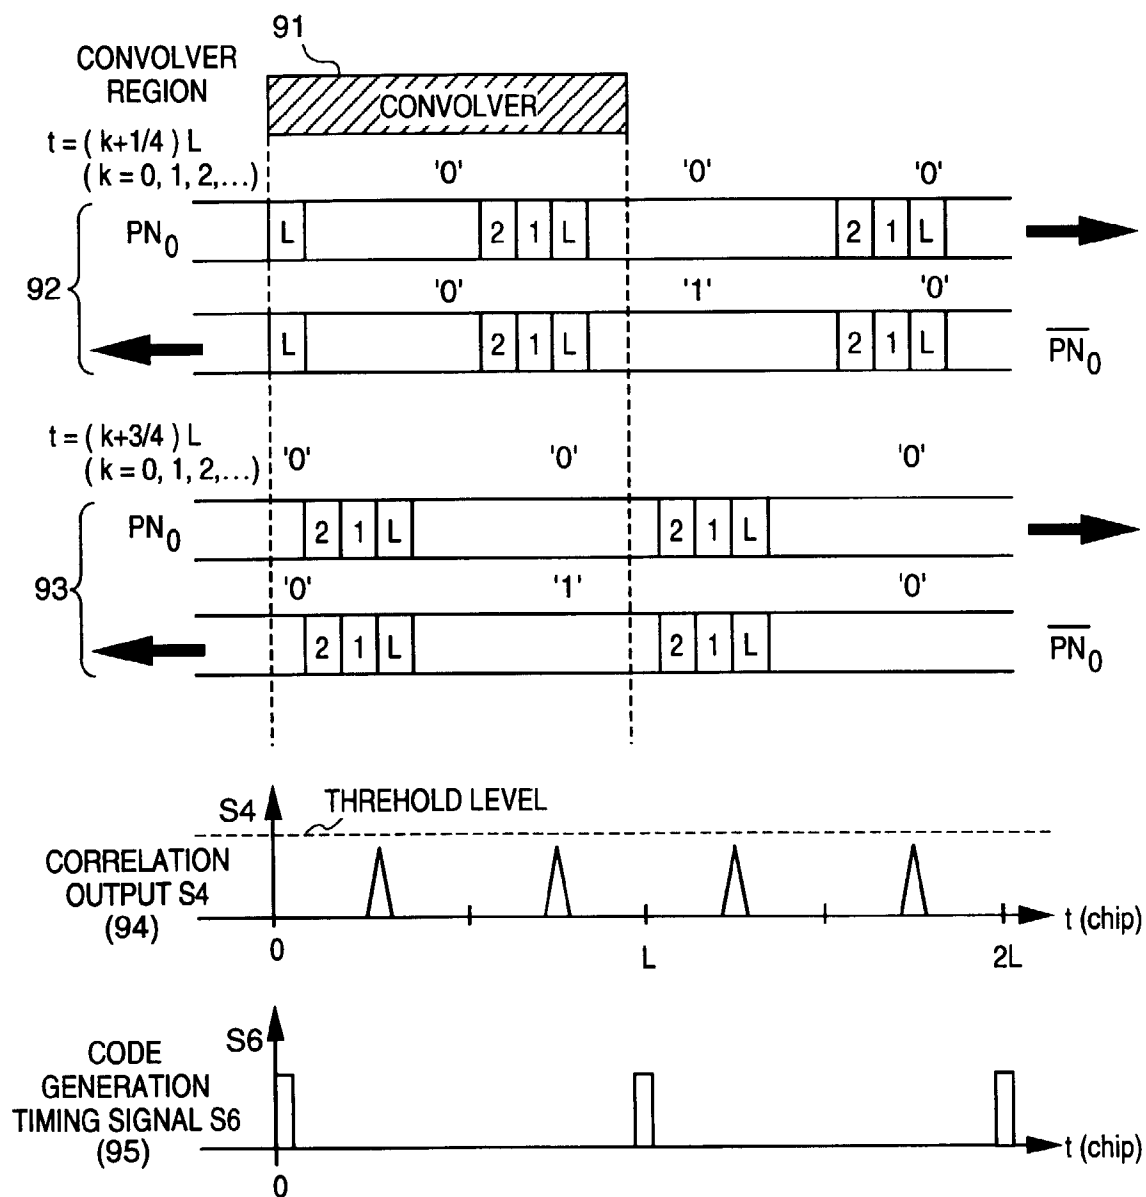 91
CONVOLVER
REGION
CONVOLVER
t = ( k+1/4 ) L
( k = 0, 1, 2,...)
'0' '0' '0'
PN0 L 2 1 L 2 1 L
92
'0' '1' '0'
L 2 1 L 2 1 L PN0
t = ( k+3/4 ) L
( k = 0, 1, 2,...)
'0' '0' '0'
PN0 2 1 L 2 1 L
93
'0' '1' '0'
2 1 L 2 1 L PN0
S4
THREHOLD LEVEL
CORRELATION
OUTPUT S4
(94)
t (chip)
0 L 2L
S6
CODE
GENERATION
TIMING SIGNAL S6
(95)
t (chip)
0